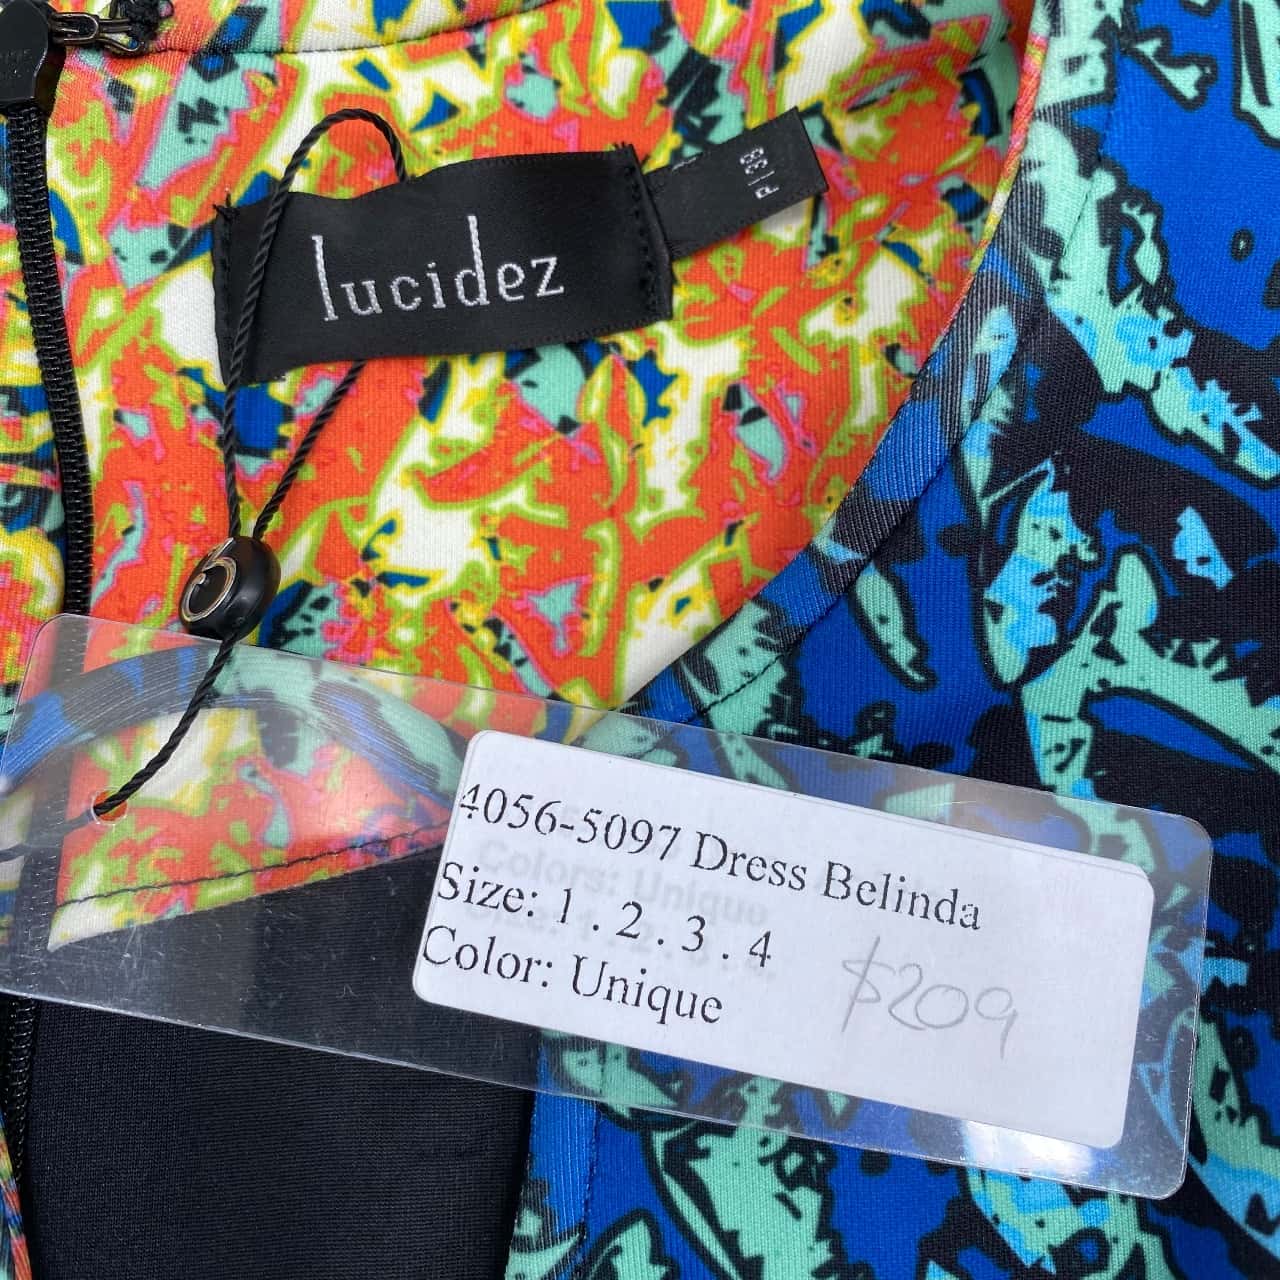 lucidez
P|38
4056-5097 Dress Belinda
Size: 1 . 2 . 3 . 4
Color: Unique
$209